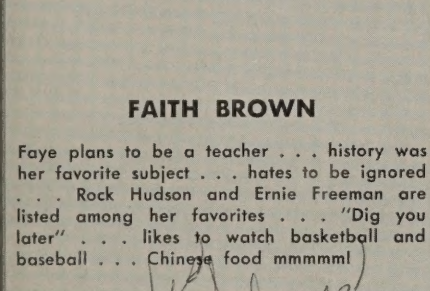 FAITH BROWN
Faye plans to be a teacher . . . history was
her favorite subject . . . hates to be ignored
. . . Rock Hudson and Ernie Freeman are
listed among her favorites . . . "Dig you
later" . . . likes to watch basketball and
baseball . . . Chinese food mmmmm!